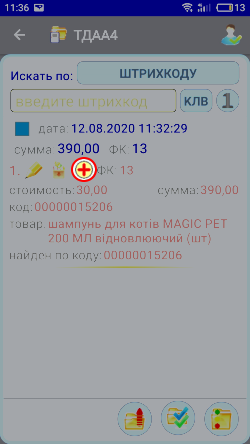 11:36 13
ТДАА4
Искать по: ШТРИХКОДУ
введите штрихкод КЛВ 1
дата: 12.08.2020 11:32:29
сумма 390,00 ФК 13
1. ФК 13
стоимость: 30,00 сумма: 390,00
код: 00000015206
товар: шампунь для котів MAGIC PET
200 МЛ відновлюючий (шт)
найден по коду: 00000015206